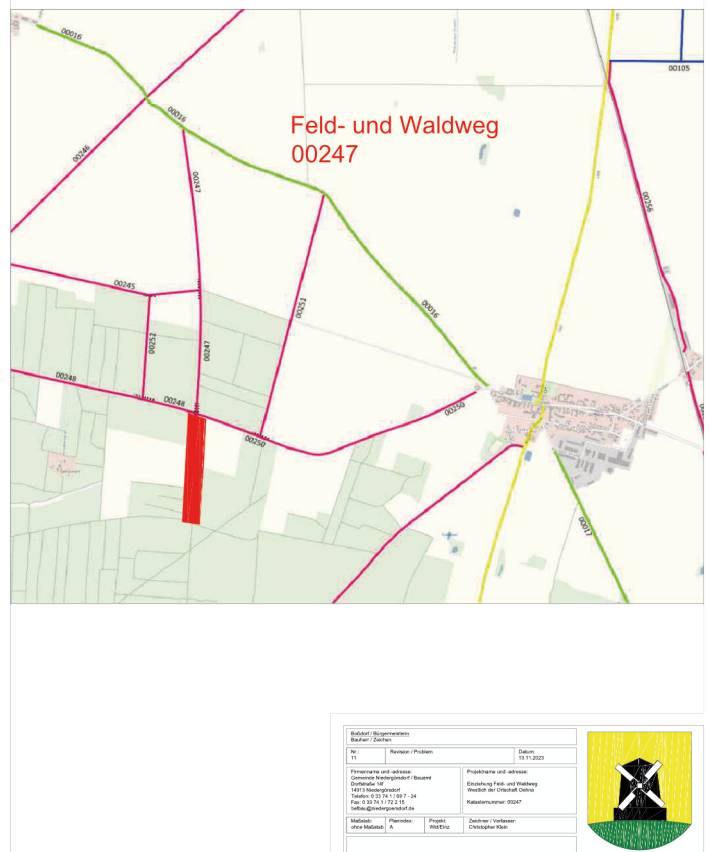 00016
00105
00016
Feld- und Waldweg
00247
00246
00247
00256
00245
00251
00016
00252
00247
00248
00248
00250
00250
00017
Boßdorf / Bürgermeisterin
Bauherr / Zeichen
Nr.: Revision / Problem Datum:
11 13.11.2023
Firmenname und -adresse:
Gemeinde Niedergörsdorf / Bauamt
Dorfstraße 14f
14913 Niedergörsdorf
Telefon: 0 33 74 1 / 69 7 - 24
Fax: 0 33 74 1 / 72 2 15
tiefbau@niedergoersdorf.de
Projektname und -adresse:
Einziehung Feld- und Waldweg
Westlich der Ortschaft Oehna
Katasternummer: 00247
Maßstab: Planindex: Projekt: Zeichner / Verfasser:
ohne Maßstab A Wld/Einz Christopher Klein